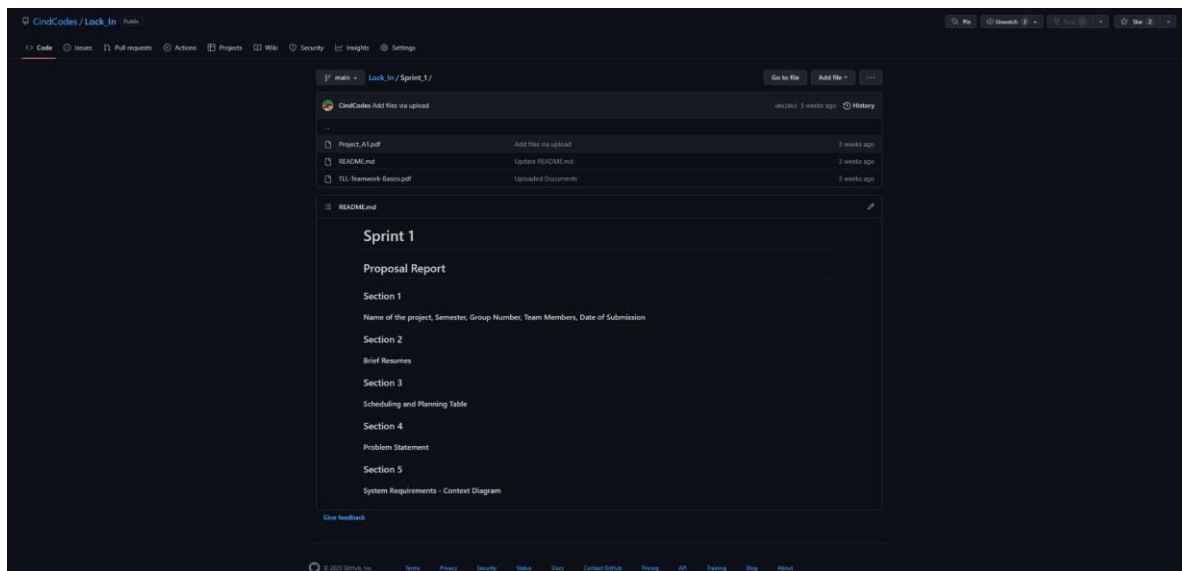 CindCodes / Lock_In Public
Pin Unwatch 2 Fork Star 2
Code Issues Pull requests Actions Projects Wiki Security Insights Settings
main Lock_In / Sprint_1 / Go to file Add file ...
CindCodes Add files via upload 3 weeks ago History
..
Project_A1.pdf Add files via upload 3 weeks ago
README.md Update README.md 3 weeks ago
TLL-Teamwork-Basics.pdf Uploaded Documents 3 weeks ago
README.md
Sprint 1
Proposal Report
Section 1
Name of the project, Semester, Group Number, Team Members, Date of Submission
Section 2
Brief Resumes
Section 3
Scheduling and Planning Table
Section 4
Problem Statement
Section 5
System Requirements - Context Diagram
Give feedback
© 2023 GitHub, Inc. Terms Privacy Security Status Docs Contact GitHub Pricing API Training Blog About